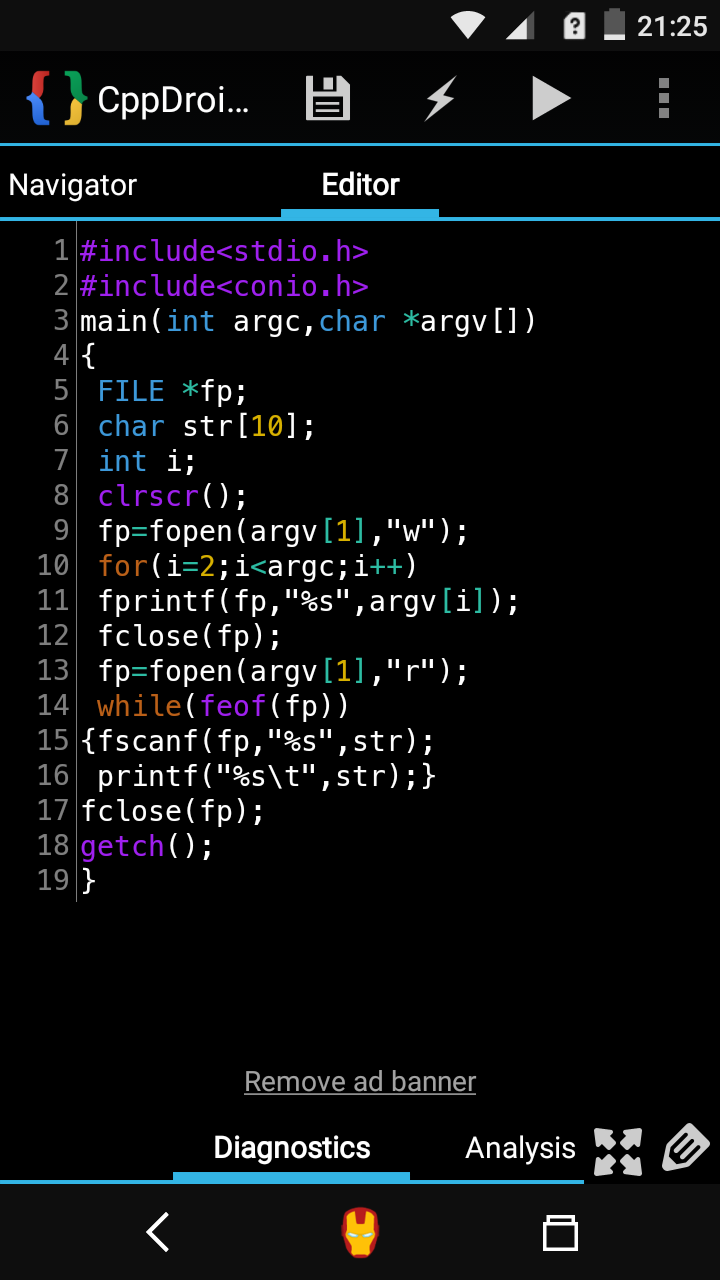 21:25
CppDroi...
Navigator Editor
1 #include<stdio.h>
2 #include<conio.h>
3 main(int argc,char *argv[])
4 {
5  FILE *fp;
6  char str[10];
7  int i;
8  clrscr();
9  fp=fopen(argv[1],"w");
10  for(i=2;i<argc;i++)
11  fprintf(fp,"%s",argv[i]);
12  fclose(fp);
13  fp=fopen(argv[1],"r");
14  while(feof(fp))
15 {fscanf(fp,"%s",str);
16  printf("%s\t",str);}
17 fclose(fp);
18 getch();
19 }
Remove ad banner
Diagnostics Analysis